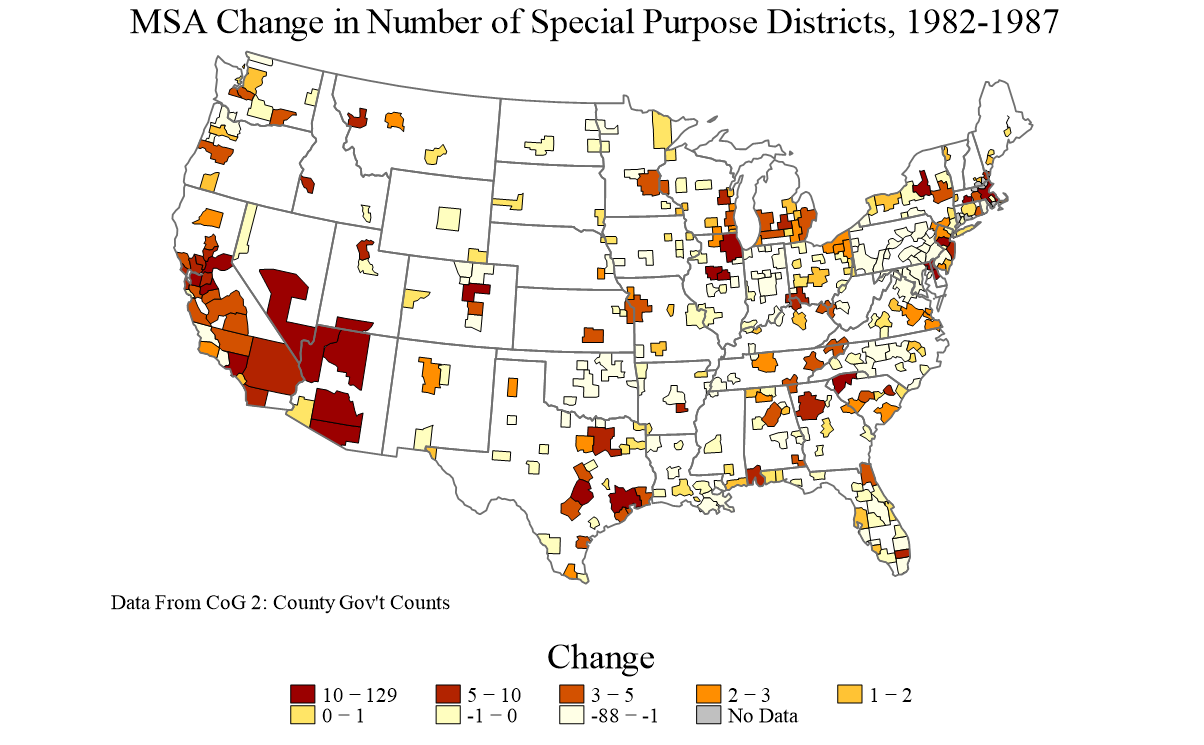 MSA Change in Number of Special Purpose Districts, 1982-1987
Data From CoG 2: County Gov't Counts
Change
10 − 129 5 − 10 3 − 5 2 − 3 1 − 2
0 − 1 -1 − 0 -88 − -1 No Data